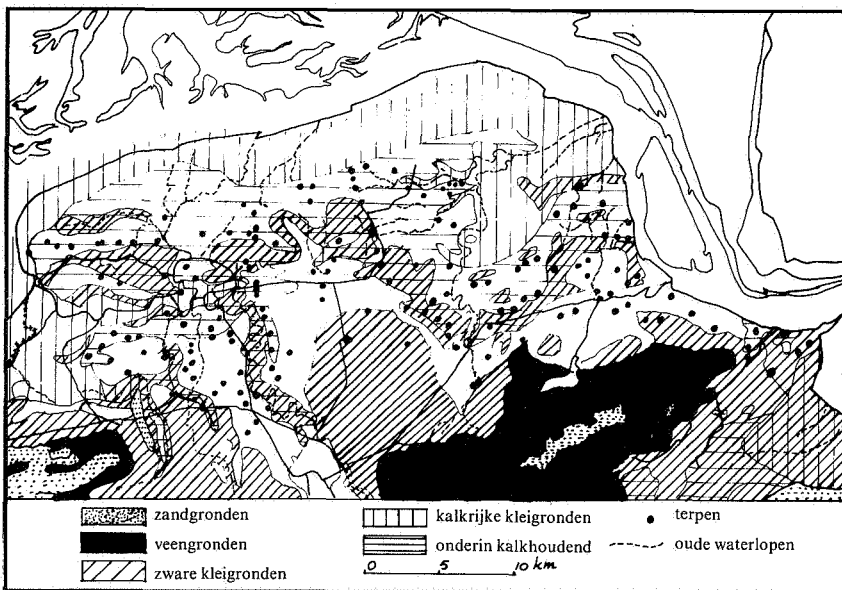 zandgronden
veengronden
zware kleigronden
kalkrijke kleigronden
onderin kalkhoudend
0 5 10 km
terpen
oude waterlopen